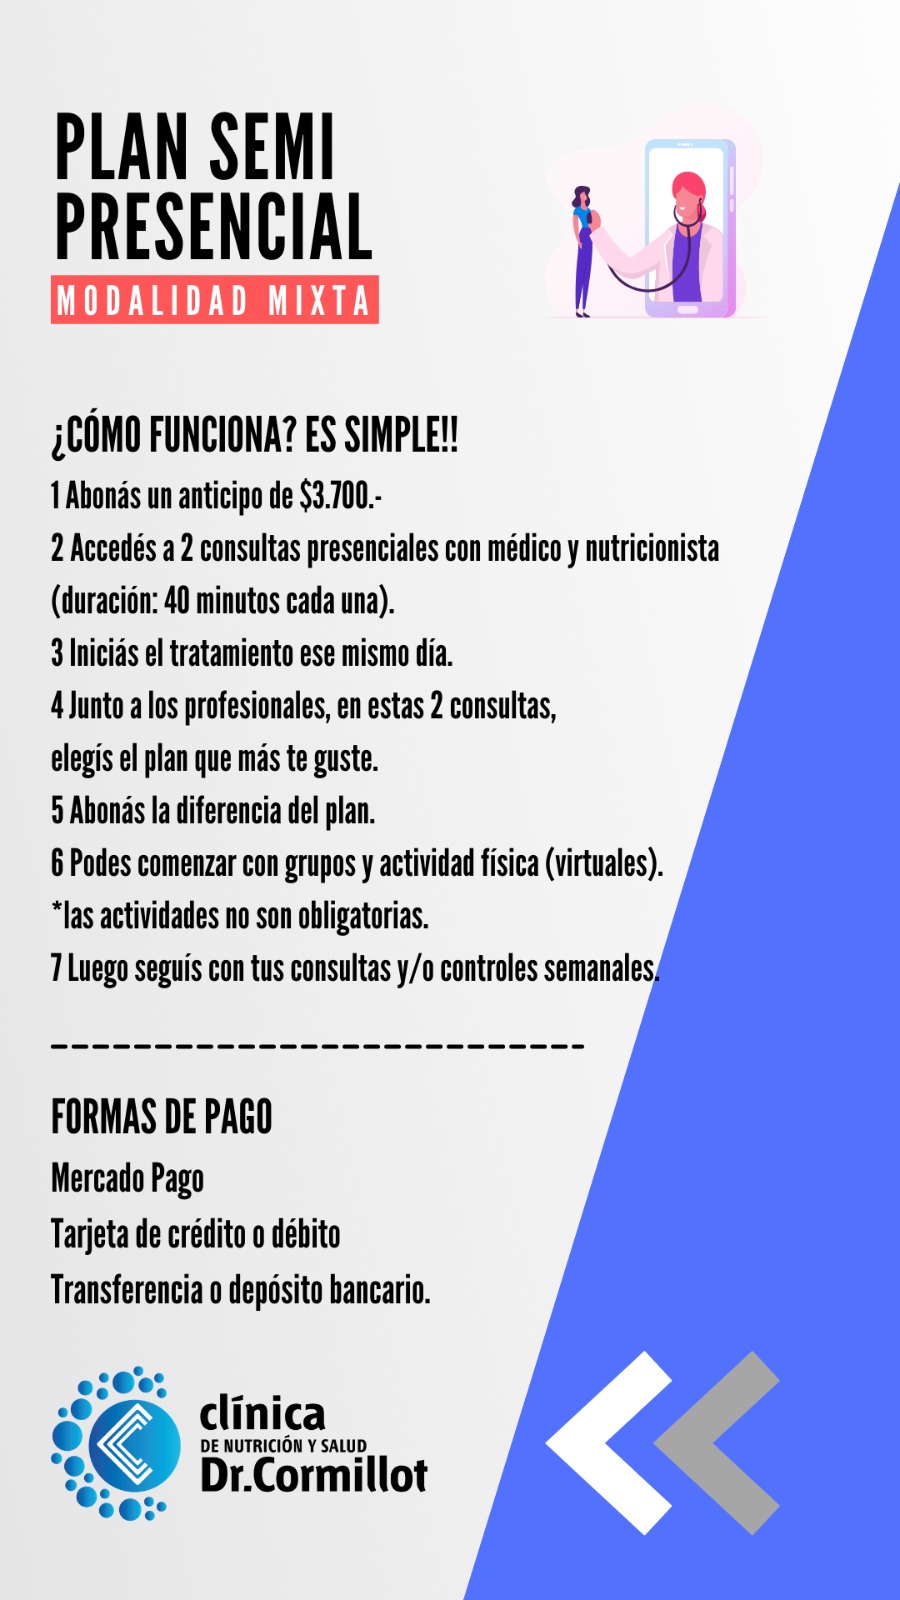 PLAN SEMI
PRESENCIAL
MODALIDAD MIXTA
¿CÓMO FUNCIONA? ES SIMPLE!!
1 Abonás un anticipo de $3.700.-
2 Accedés a 2 consultas presenciales con médico y nutricionista
(duración: 40 minutos cada una).
3 Iniciás el tratamiento ese mismo día.
4 Junto a los profesionales, en estas 2 consultas,
elegís el plan que más te guste.
5 Abonás la diferencia del plan.
6 Podes comenzar con grupos y actividad física (virtuales).
*las actividades no son obligatorias.
7 Luego seguís con tus consultas y/o controles semanales.
FORMAS DE PAGO
Mercado Pago
Tarjeta de crédito o débito
Transferencia o depósito bancario.
clínica
DE NUTRICIÓN Y SALUD
Dr.Cormillot